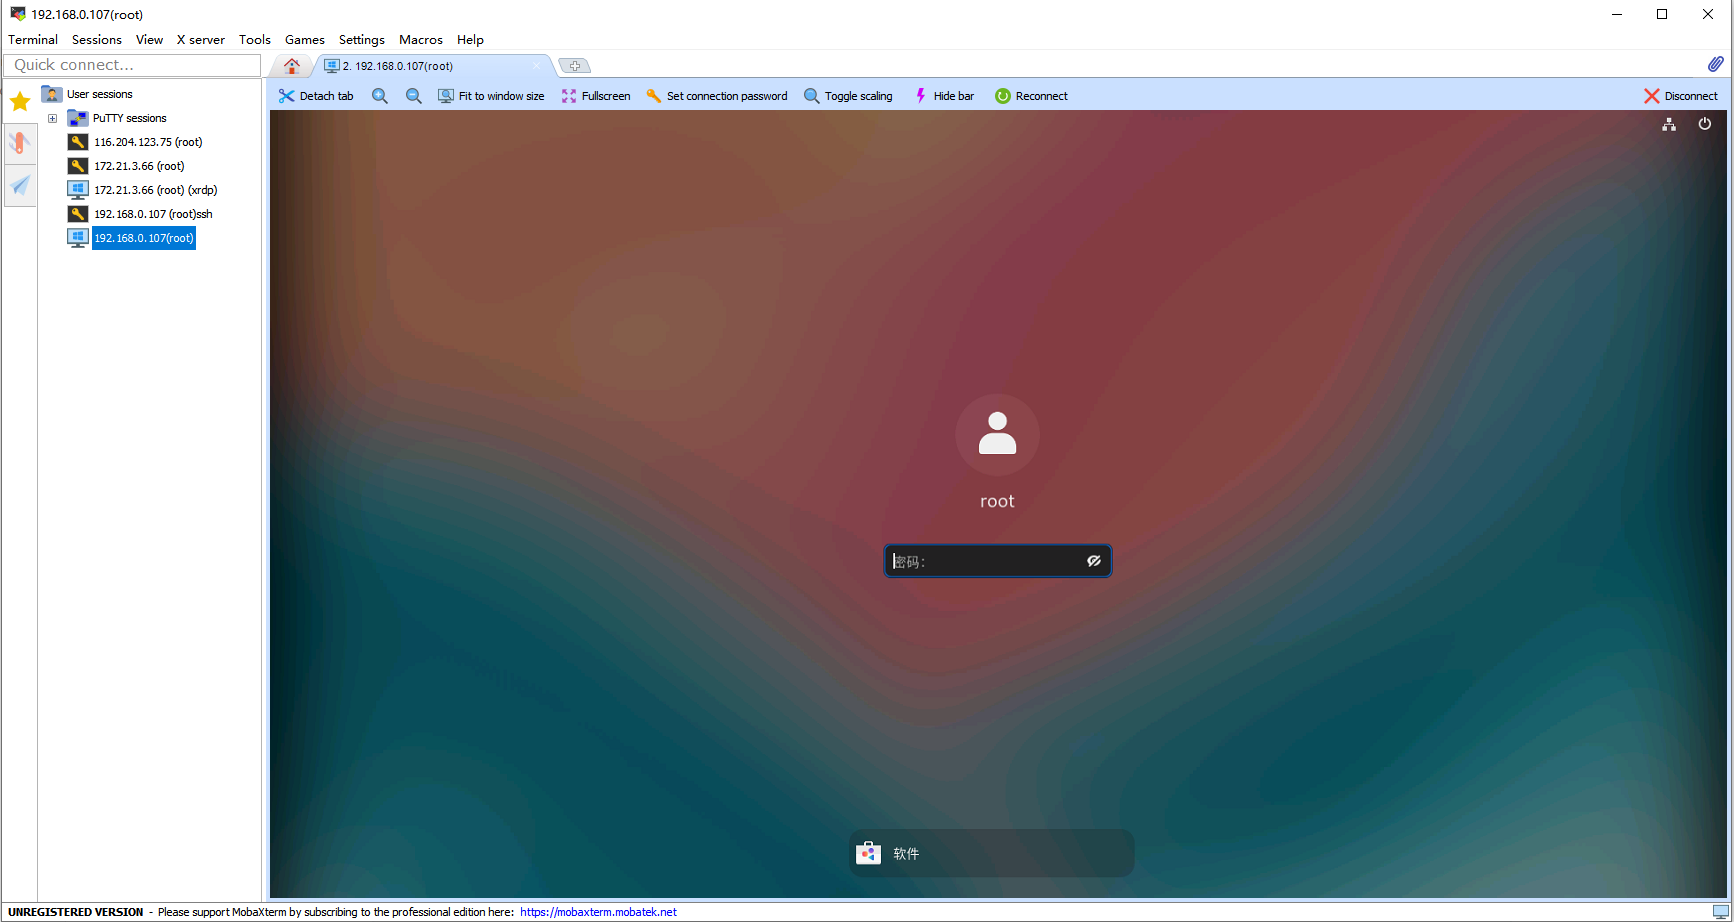 192.168.0.107(root)
Terminal Sessions View X server Tools Games Settings Macros Help
Quick connect...
2. 192.168.0.107(root)
Detach tab Fit to window size Fullscreen Set connection password Toggle scaling Hide bar Reconnect Disconnect
User sessions
PuTTY sessions
116.204.123.75 (root)
172.21.3.66 (root)
172.21.3.66 (root) (xrdp)
192.168.0.107 (root)ssh
192.168.0.107(root)
root
密码：
软件
UNREGISTERED VERSION - Please support MobaXterm by subscribing to the professional edition here: https://mobaxterm.mobatek.net